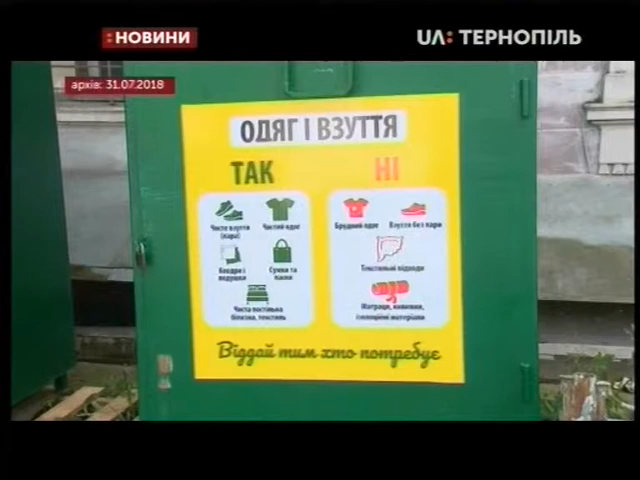 : НОВИНИ
UA: ТЕРНОПІЛЬ
архів: 31.07.2018
ОДЯГ І ВЗУТТЯ
ТАК
НІ
Чисте взуття
(пара)
Чистий одяг
Ковдри і
подушки
Сумки та
паски
Чиста постільна
білизна, текстиль
Брудний одяг
Взуття без пари
Текстильні відходи
Матраци, килими,
ізоляційні матеріали
Віддай тим хто потребує